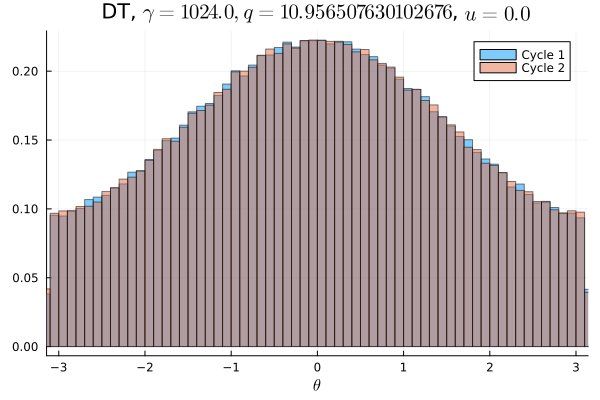 DT, γ = 1024.0, q = 10.956507630102676, u = 0.0
Cycle 1
Cycle 2
0.20
0.15
0.10
0.05
0.00
−3 −2 −1 0 1 2 3
θ